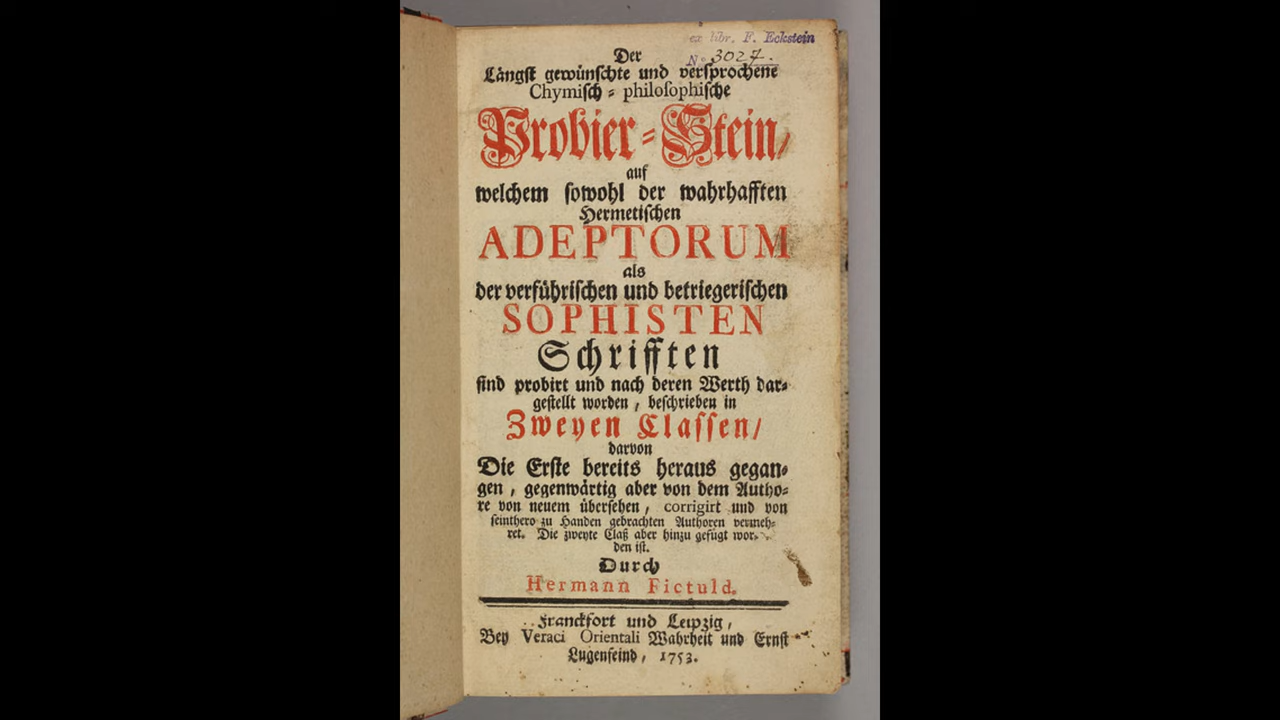 ex libr. F. Eckstein
Nº 3027.
Der
Längst gewünschte und versprochene
Chymisch-philosophische
Probier-Stein,
auf
welchem sowohl der wahrhafften
Hermetischen
ADEPTORUM
als
der verführischen und betriegerischen
SOPHISTEN
Schrifften
sind probirt und nach deren Werth dar-
gestellt worden, beschrieben in
Zweyen Classen/
darvon
Die Erste bereits heraus gegan-
gen, gegenwärtig aber von dem Autho-
re von neuem übersehen, corrigirt und von
seinthero zu Handen gebrachten Authoren vermeh-
ret. Die zweyte Claß aber hinzu gefügt wor-
den ist.
Durch
Hermann Fictuld.
Franckfort und Leipzig,
Bey Veraci Orientali Wahrheit und Ernst
Lugenfeind, 1753.